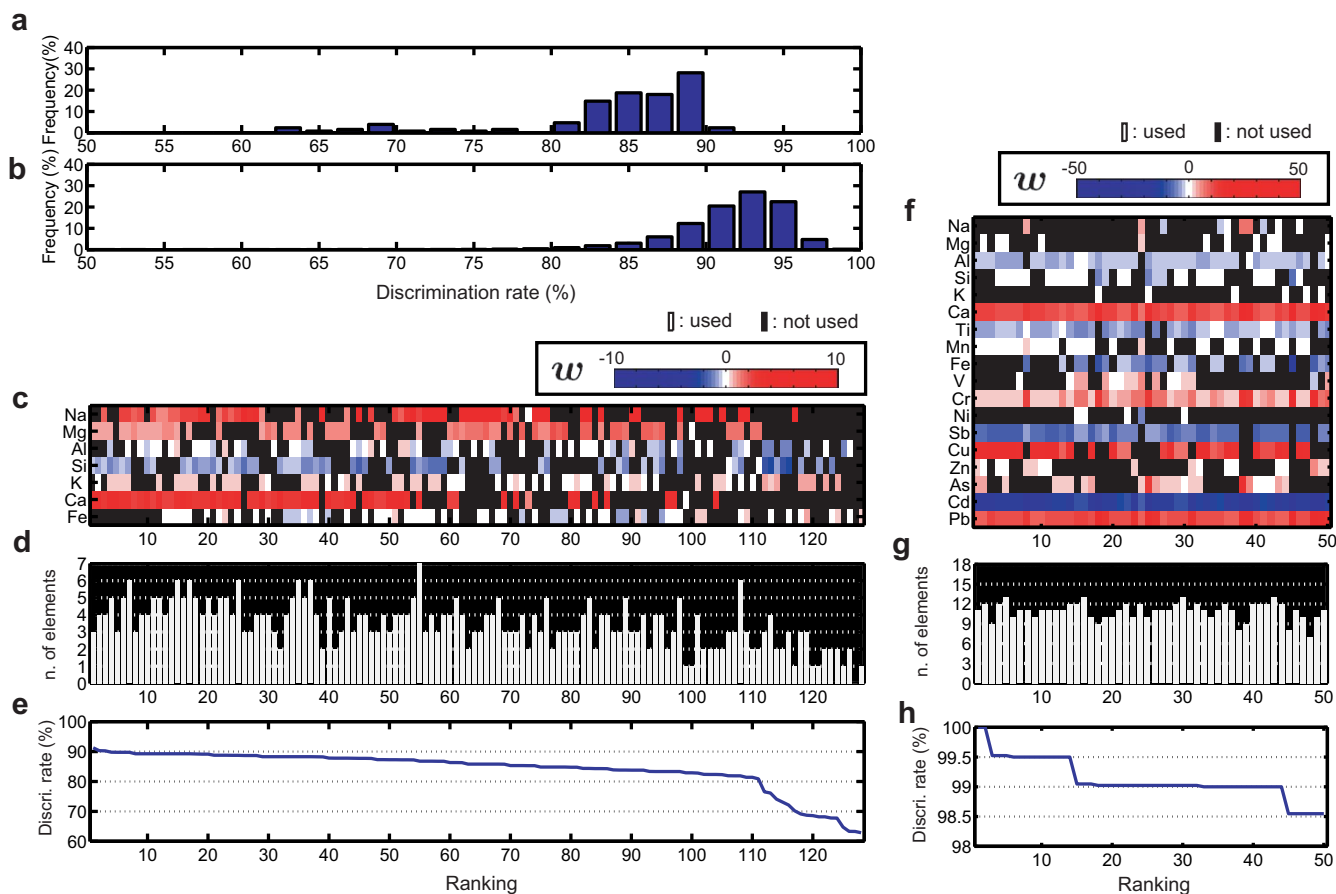 a
Frequency(%)
40
30
20
10
0
50 55 60 65 70 75 80 85 90 95 100
b
Frequency (%)
40
30
20
10
0
50 55 60 65 70 75 80 85 90 95 100
Discrimination rate (%)
: used : not used
w -10 0 10
c
Na
Mg
Al
Si
K
Ca
Fe
10 20 30 40 50 60 70 80 90 100 110 120
d
n. of elements
7
6
5
4
3
2
1
0
10 20 30 40 50 60 70 80 90 100 110 120
e
Discri. rate (%)
100
90
80
70
60
10 20 30 40 50 60 70 80 90 100 110 120
Ranking
: used : not used
w -50 0 50
f
Na
Mg
Al
Si
K
Ca
Ti
Mn
Fe
V
Cr
Ni
Sb
Cu
Zn
As
Cd
Pb
10 20 30 40 50
g
n. of elements
18
15
12
9
6
3
0
10 20 30 40 50
h
Discri. rate (%)
100
99.5
99
98.5
98
10 20 30 40 50
Ranking